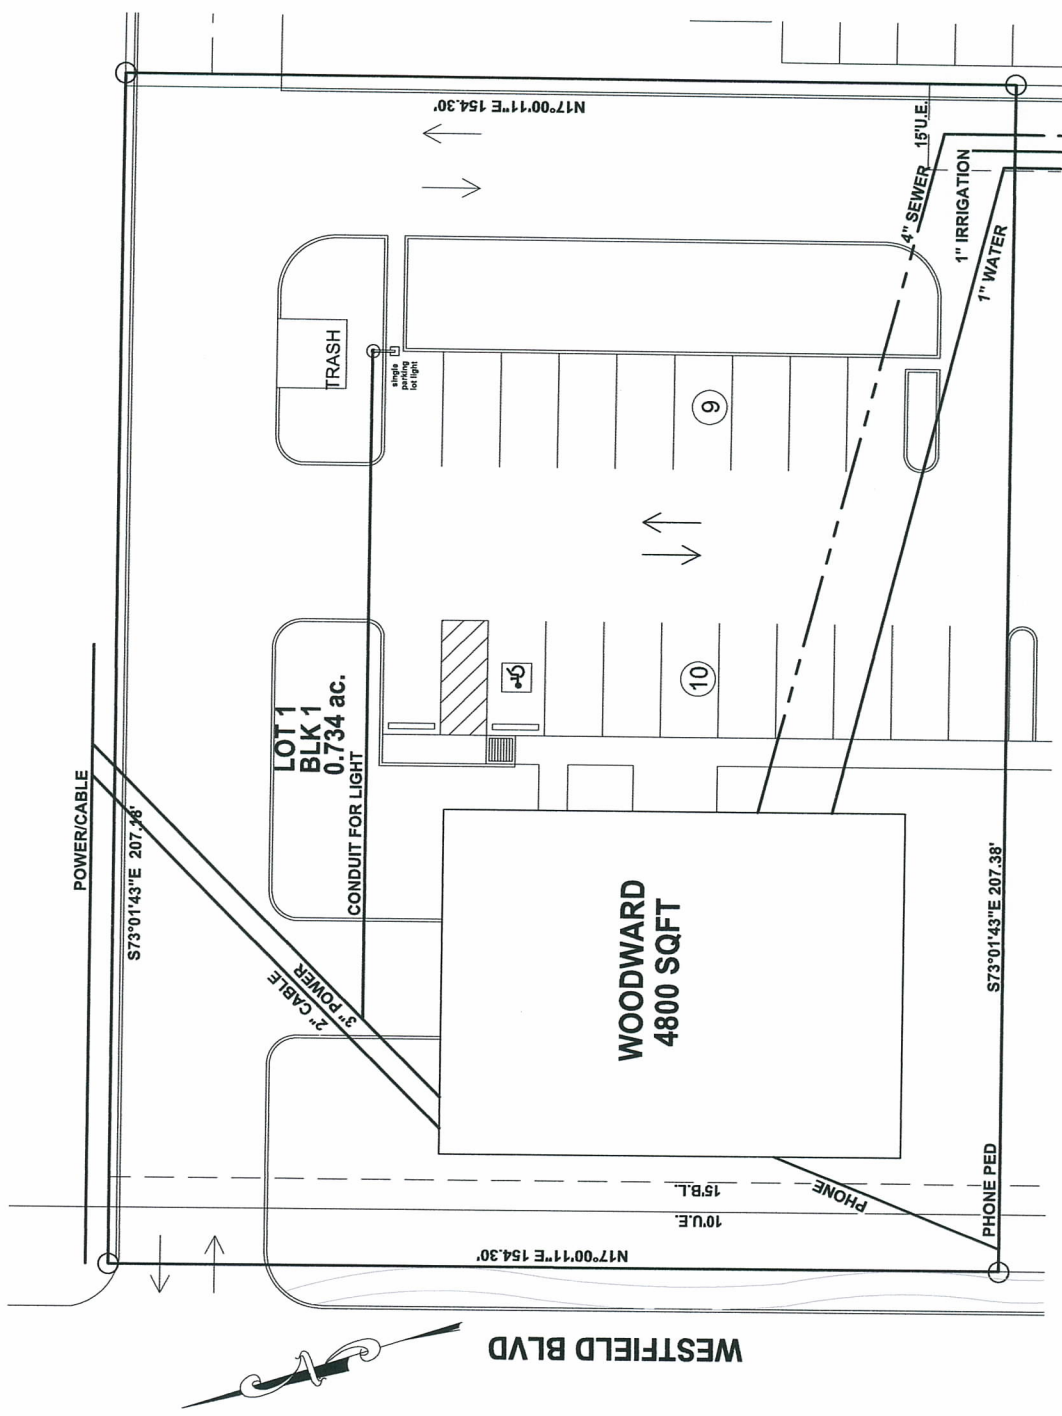 N17°00'11"E 154.30'
15'U.E.
4" SEWER
1" IRRIGATION
1" WATER
TRASH
single
parking
lot light
9
10
LOT 1
BLK 1
0.734 ac.
CONDUIT FOR LIGHT
POWER/CABLE
S73°01'43"E 207.
2" CABLE
3" POWER
WOODWARD
4800 SQFT
S73°01'43"E 207.38'
PHONE PED
PHONE
15'B.L.
10'U.E.
N17°00'11"E 154.30'
N
WESTFIELD BLVD